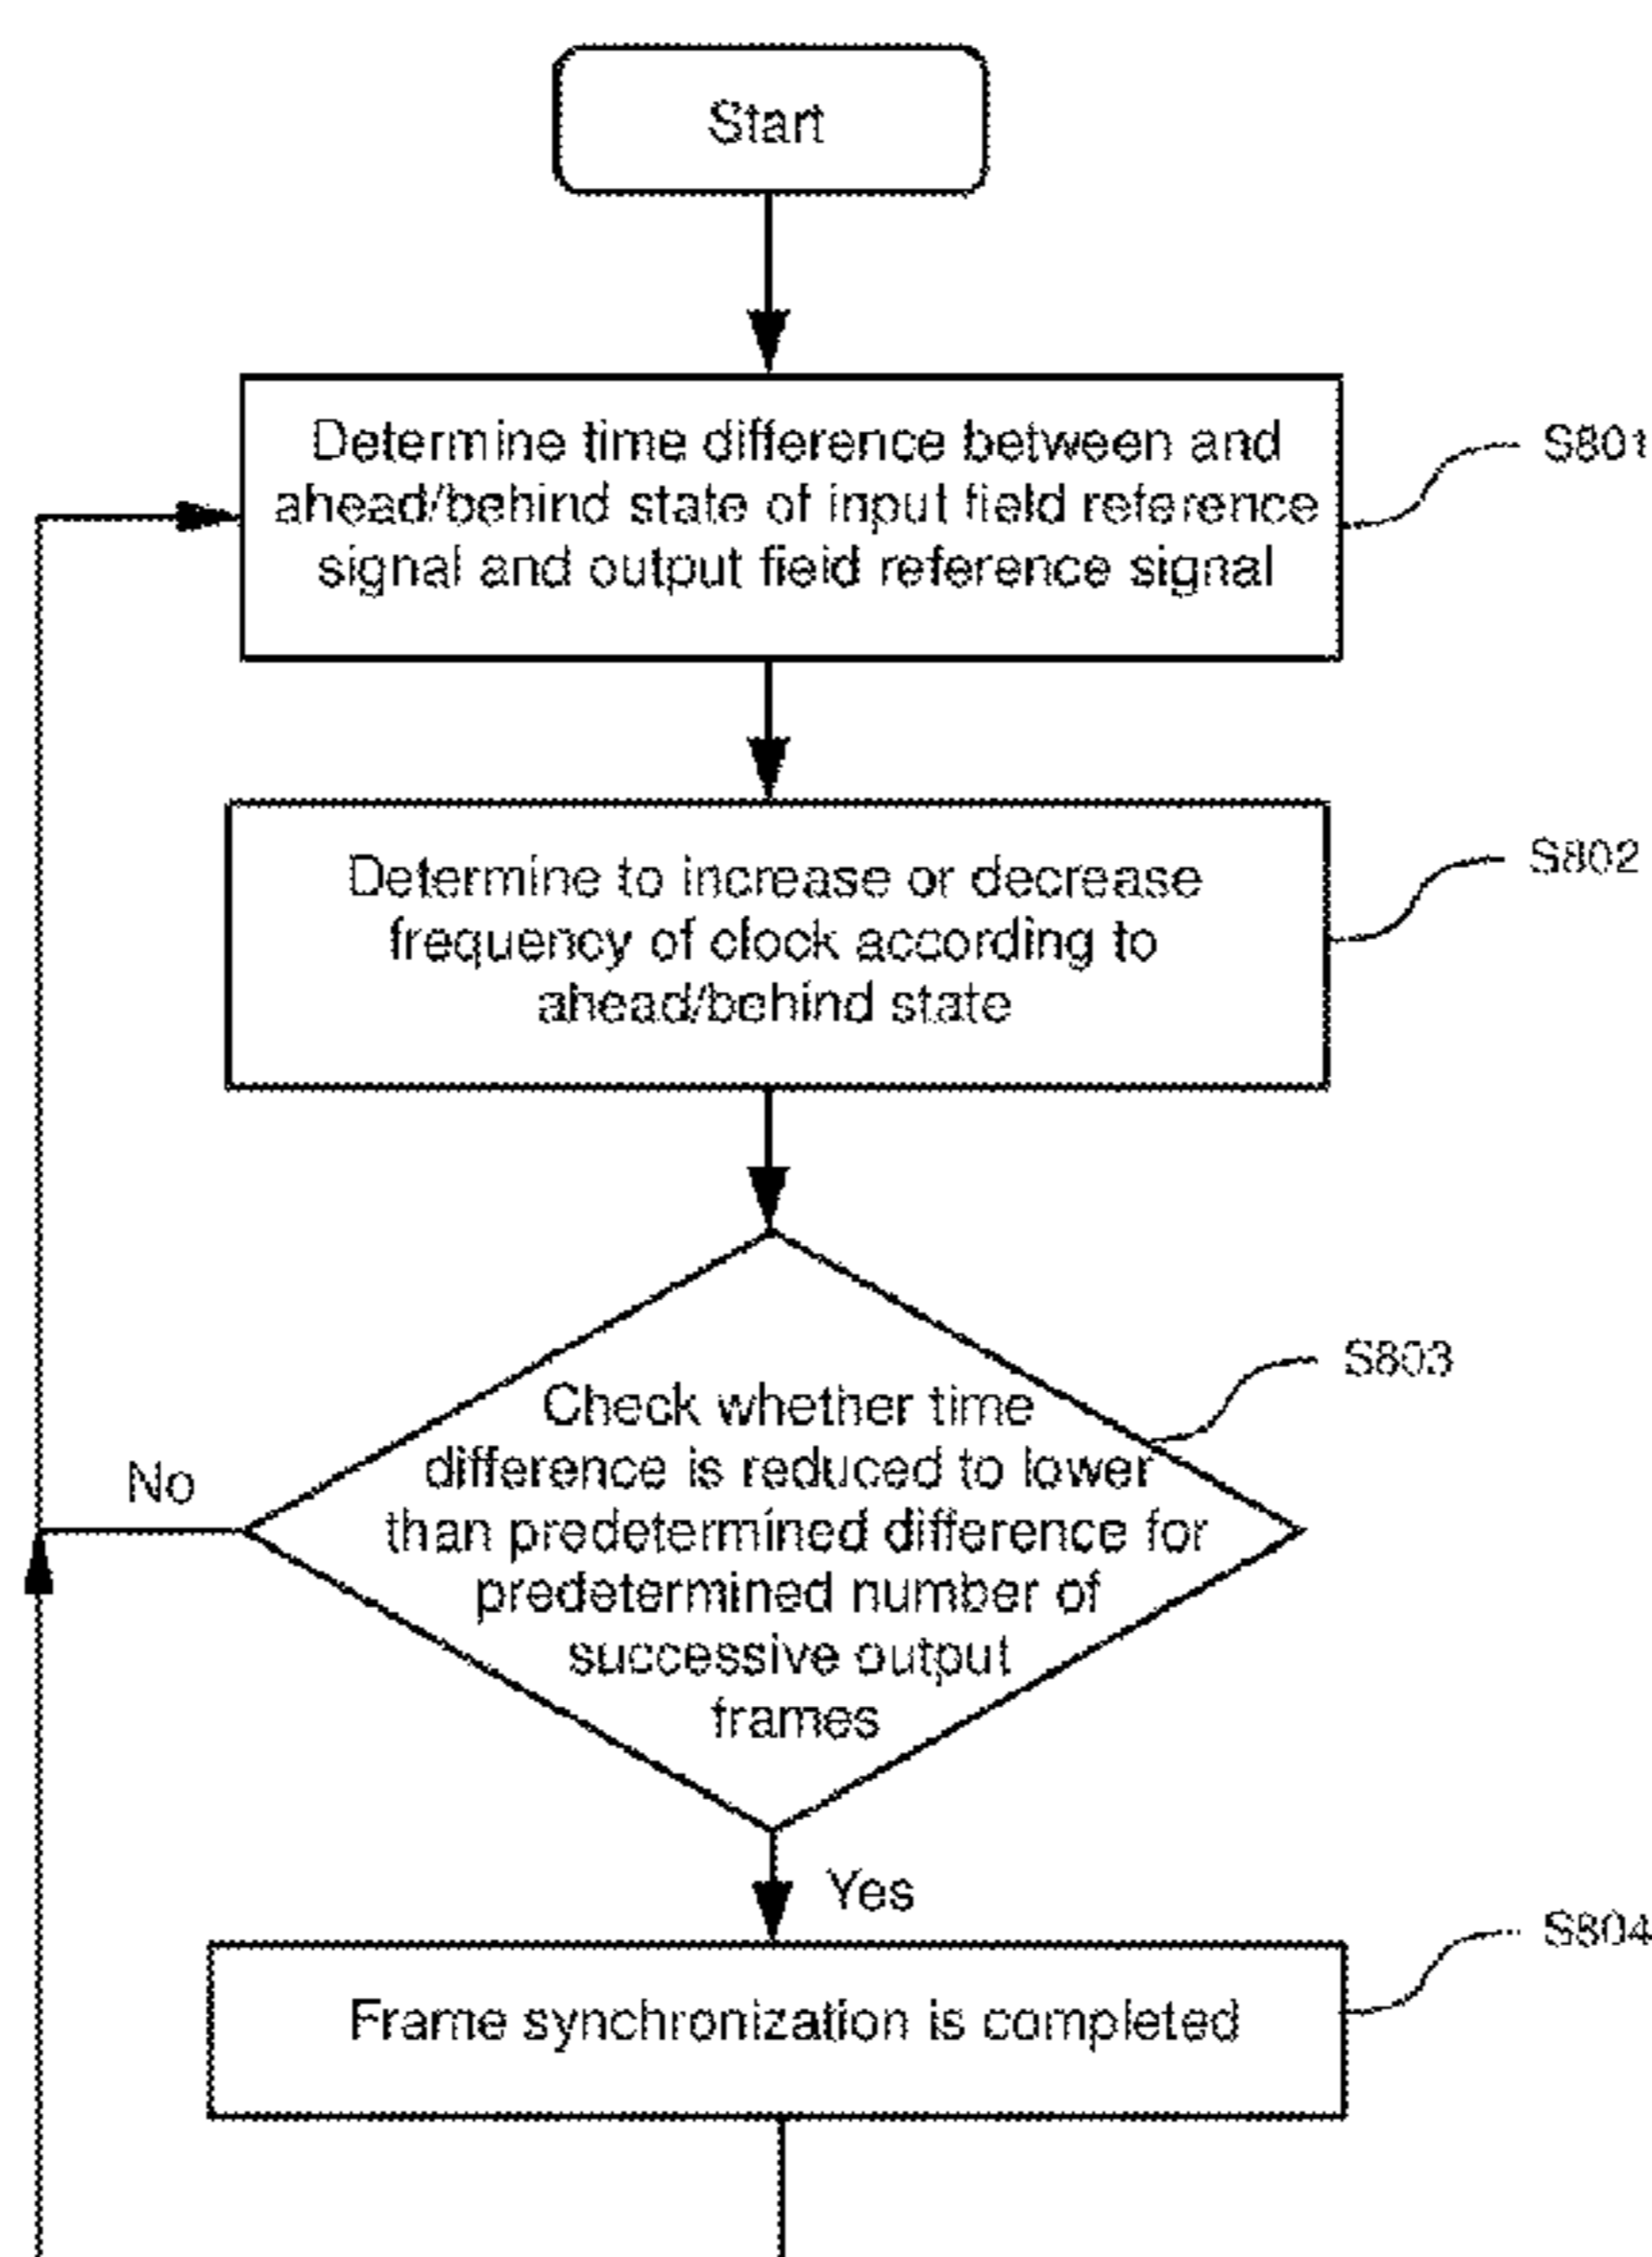 Start
Determine time difference between and
ahead/behind state of input field reference
signal and output field reference signal
S801
Determine to increase or decrease
frequency of clock according to
ahead/behind state
S802
Check whether time
difference is reduced to lower
than predetermined difference for
predetermined number of
successive output
frames
S803
No
Yes
Frame synchronization is completed
S804